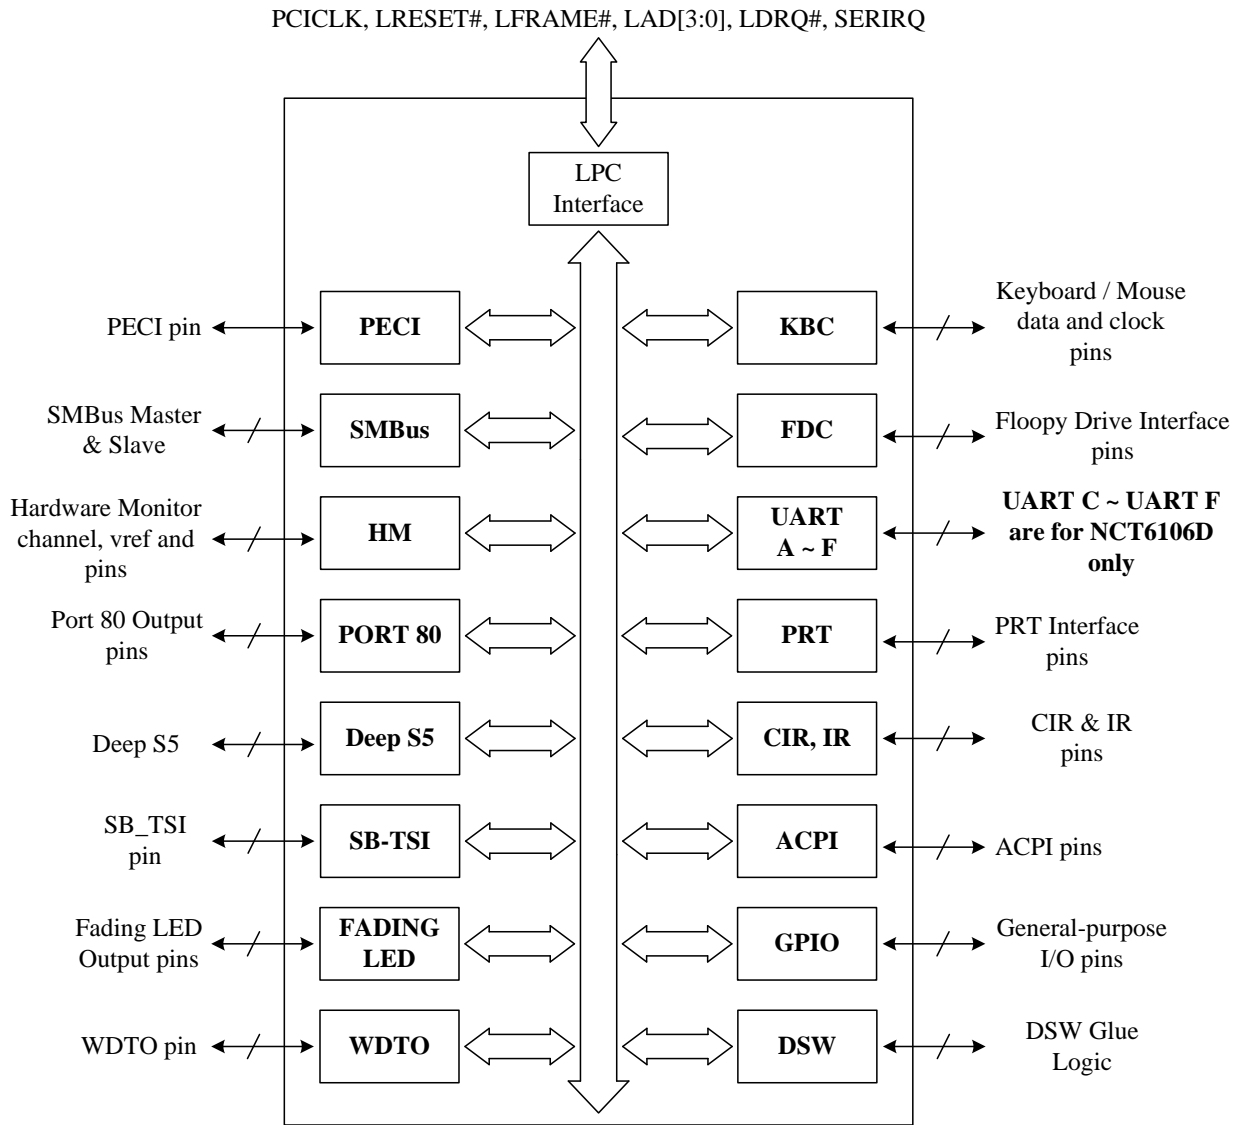 PCICLK, LRESET#, LFRAME#, LAD[3:0], LDRQ#, SERIRQ
LPC
Interface
PECI pin
PECI
KBC
Keyboard / Mouse
data and clock
pins
SMBus Master
& Slave
SMBus
FDC
Floopy Drive Interface
pins
Hardware Monitor
channel, vref and
pins
HM
UART
A ~ F
UART C ~ UART F
are for NCT6106D
only
Port 80 Output
pins
PORT 80
PRT
PRT Interface
pins
Deep S5
Deep S5
CIR, IR
CIR & IR
pins
SB_TSI
pin
SB-TSI
ACPI
ACPI pins
Fading LED
Output pins
FADING
LED
GPIO
General-purpose
I/O pins
WDTO pin
WDTO
DSW
DSW Glue
Logic